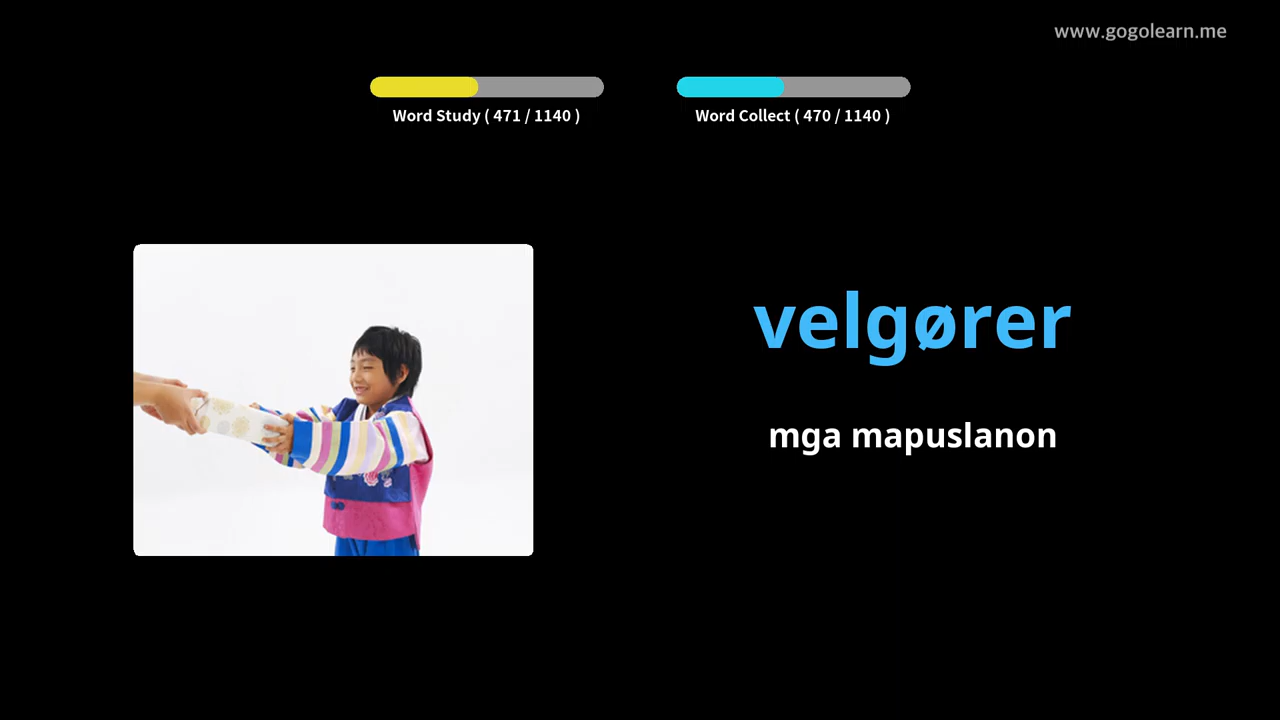 www.gogolearn.me
Word Study ( 471 / 1140 )
Word Collect ( 470 / 1140 )
velgører
mga mapuslanon